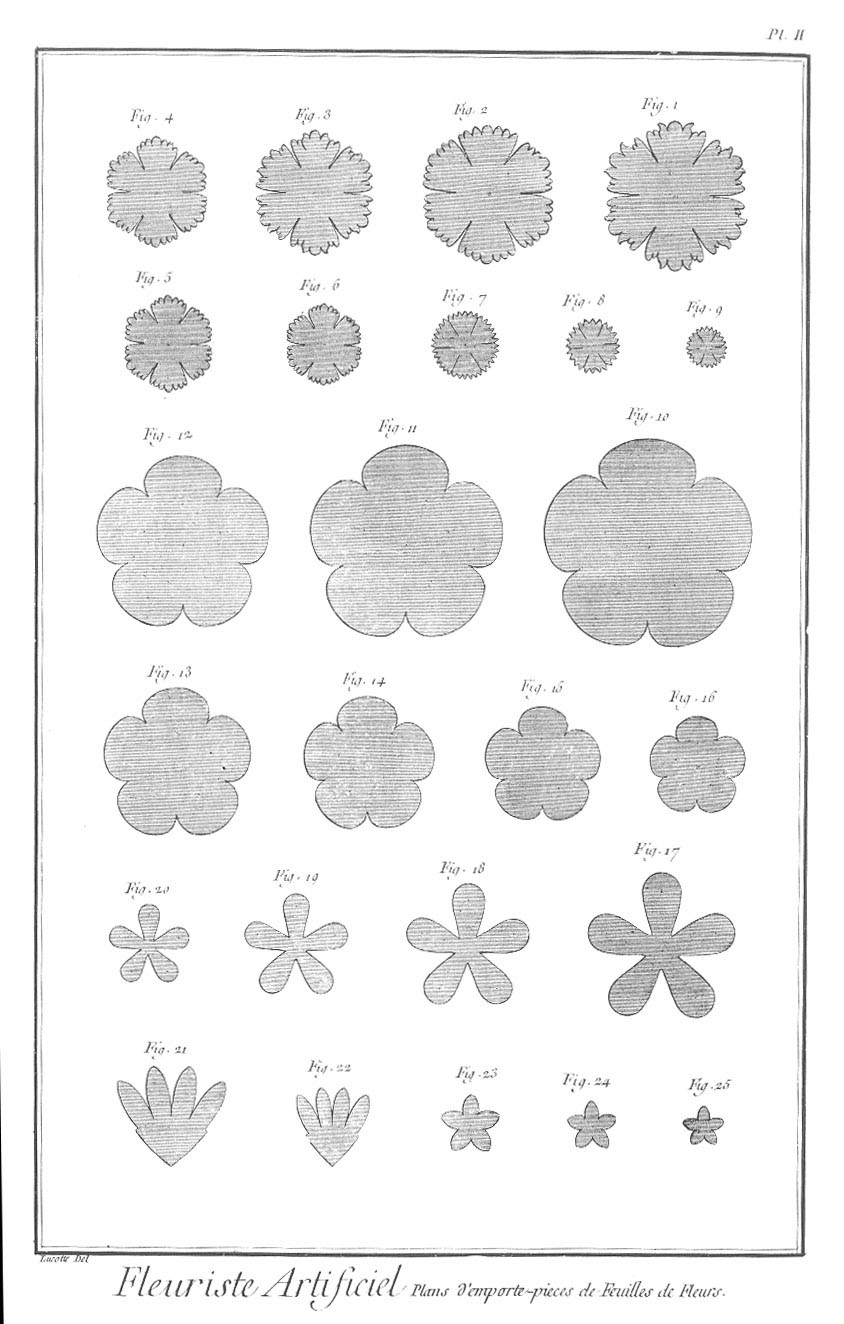 Pl. II
Fig. 4 Fig. 3 Fig. 2 Fig. 1
Fig. 5 Fig. 6 Fig. 7 Fig. 8 Fig. 9
Fig. 12 Fig. 11 Fig. 10
Fig. 13 Fig. 14 Fig. 15 Fig. 16
Fig. 20 Fig. 19 Fig. 18 Fig. 17
Fig. 21 Fig. 22 Fig. 23 Fig. 24 Fig. 25
Lucotte Del
Fleuriste Artificiel Plans d'emporte-pieces de Feuilles de Fleurs.